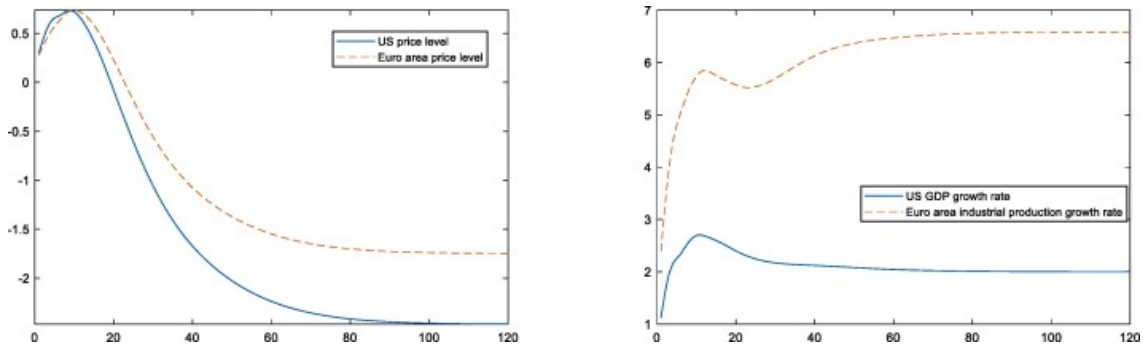 0.5
0
-0.5
-1
-1.5
-2
0 20 40 60 80 100 120
US price level
Euro area price level
7
6
5
4
3
2
1
0 20 40 60 80 100 120
US GDP growth rate
Euro area industrial production growth rate